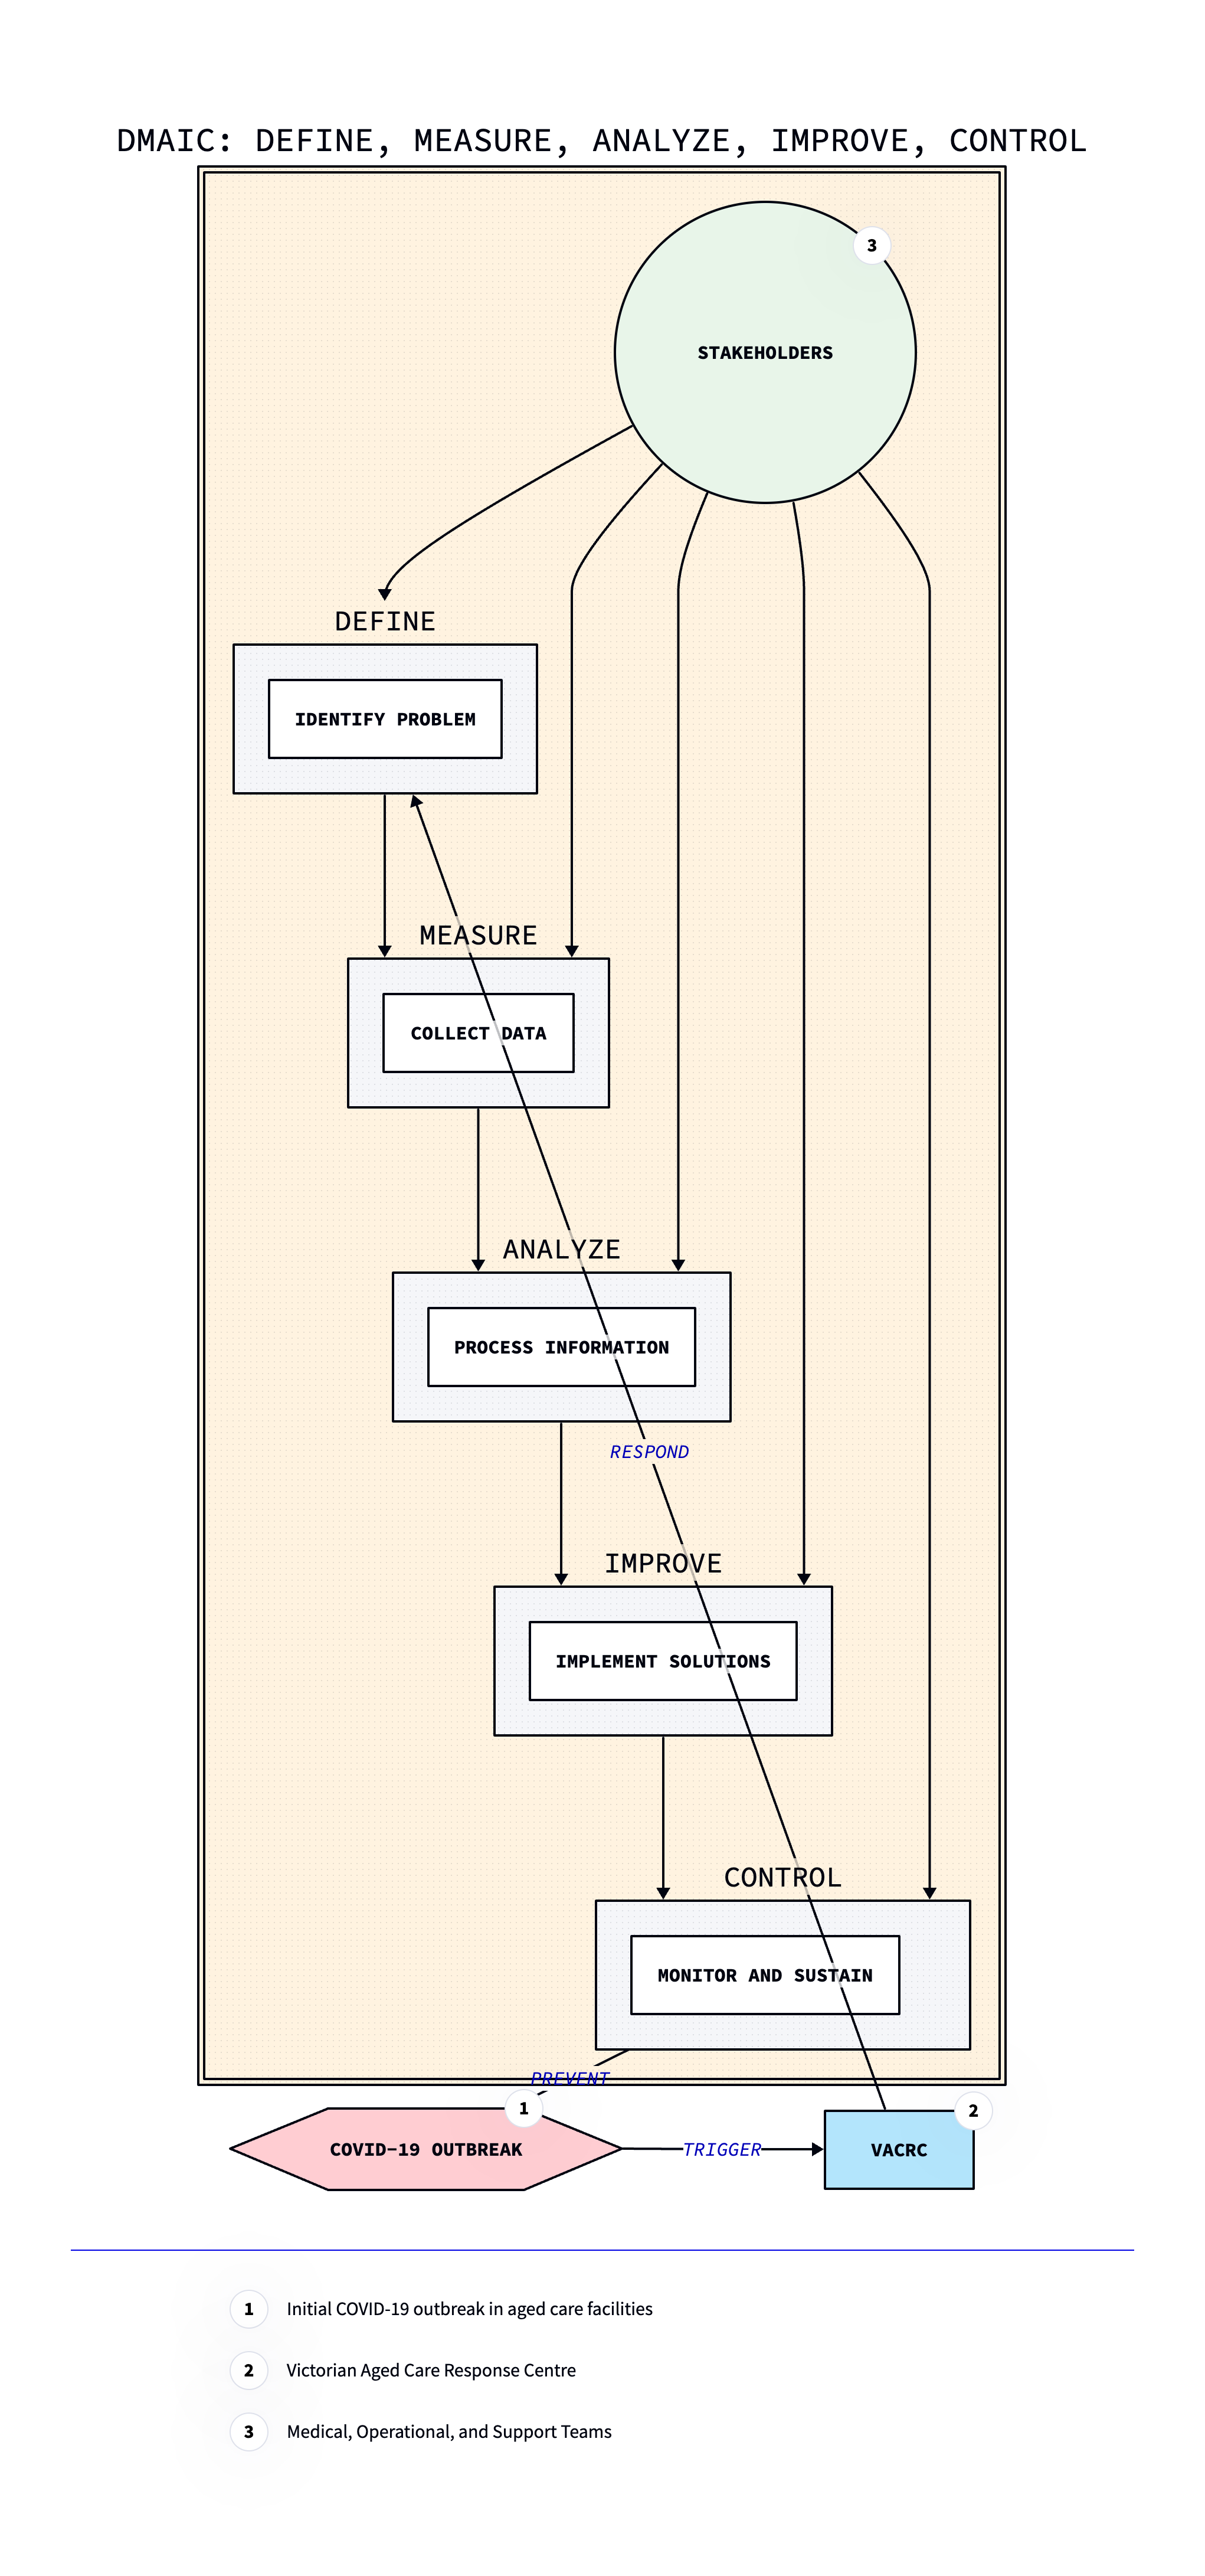 DMAIC: DEFINE, MEASURE, ANALYZE, IMPROVE, CONTROL
3
STAKEHOLDERS
DEFINE
IDENTIFY PROBLEM
MEASURE
COLLECT DATA
ANALYZE
PROCESS INFORMATION
RESPOND
IMPROVE
IMPLEMENT SOLUTIONS
CONTROL
MONITOR AND SUSTAIN
PREVENT
1
2
COVID-19 OUTBREAK
TRIGGER
VACRC
1 Initial COVID-19 outbreak in aged care facilities
2 Victorian Aged Care Response Centre
3 Medical, Operational, and Support Teams